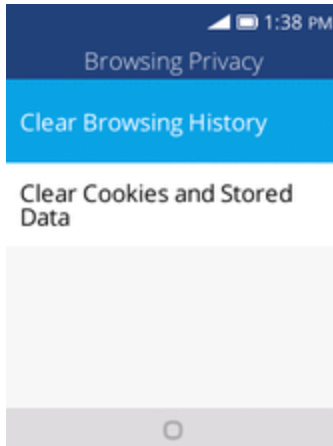 1:38 PM
Browsing Privacy
Clear Browsing History
Clear Cookies and Stored
Data